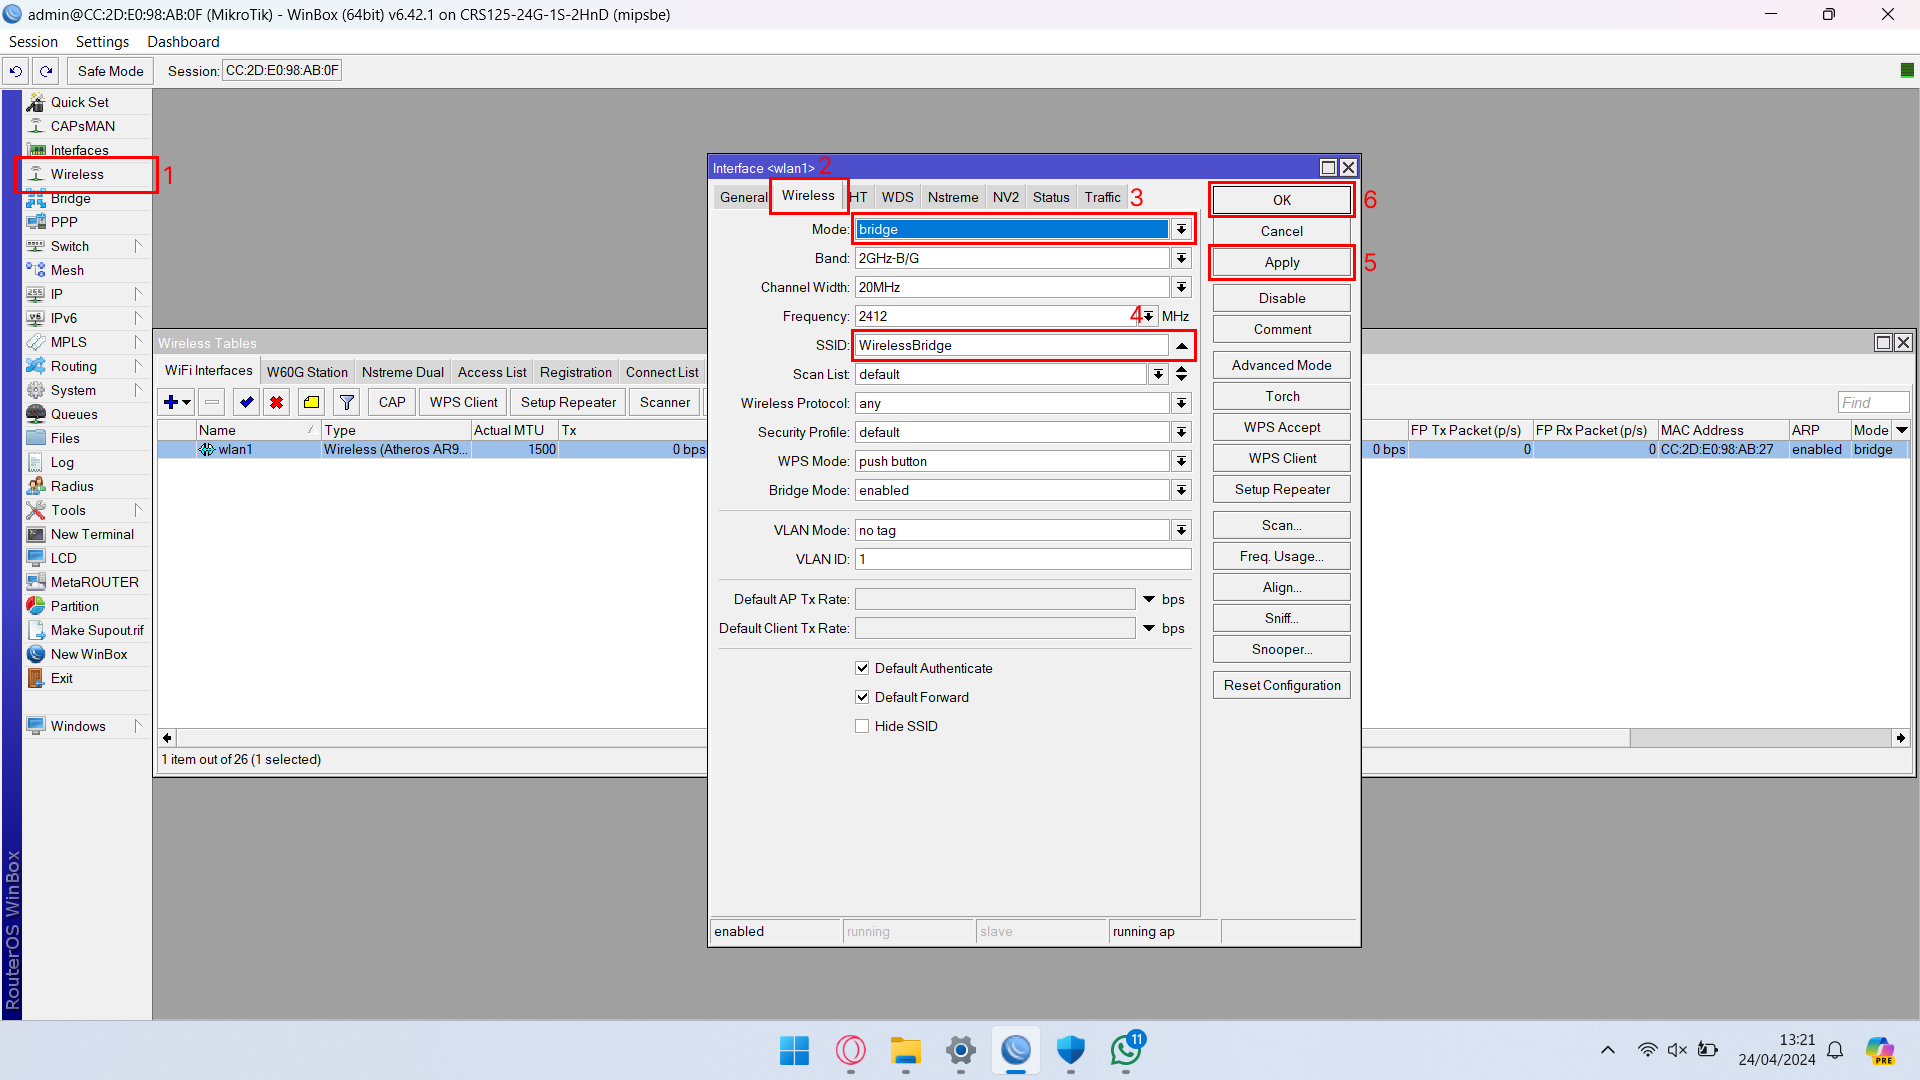 admin@CC:2D:E0:98:AB:0F (MikroTik) - WinBox (64bit) v6.42.1 on CRS125-24G-1S-2HnD (mipsbe)
Session Settings Dashboard
Safe Mode Session: CC:2D:E0:98:AB:0F
Quick Set
CAPsMAN
Interfaces
Wireless 1
Bridge
PPP
Switch
Mesh
IP
IPv6
MPLS
Routing
System
Queues
Files
Log
Radius
Tools
New Terminal
LCD
MetaROUTER
Partition
Make Supout.rif
New WinBox
Exit
Windows
RouterOS WinBox
Wireless Tables
WiFi Interfaces W60G Station Nstreme Dual Access List Registration Connect List
CAP WPS Client Setup Repeater Scanner Find
Name / Type Actual MTU Tx FP Tx Packet (p/s) FP Rx Packet (p/s) MAC Address ARP Mode
wlan1 Wireless (Atheros AR9... 1500 0 bps 0 bps 0 0 CC:2D:E0:98:AB:27 enabled bridge
1 item out of 26 (1 selected)
Interface <wlan1> 2
General Wireless HT WDS Nstreme NV2 Status Traffic 3
Mode: bridge
Band: 2GHz-B/G
Channel Width: 20MHz
Frequency: 2412 4 MHz
SSID: WirelessBridge
Scan List: default
Wireless Protocol: any
Security Profile: default
WPS Mode: push button
Bridge Mode: enabled
VLAN Mode: no tag
VLAN ID: 1
Default AP Tx Rate: bps
Default Client Tx Rate: bps
Default Authenticate
Default Forward
Hide SSID
OK 6
Cancel
Apply 5
Disable
Comment
Advanced Mode
Torch
WPS Accept
WPS Client
Setup Repeater
Scan...
Freq. Usage...
Align...
Sniff...
Snooper...
Reset Configuration
enabled running slave running ap
11
13:21
24/04/2024
PRE